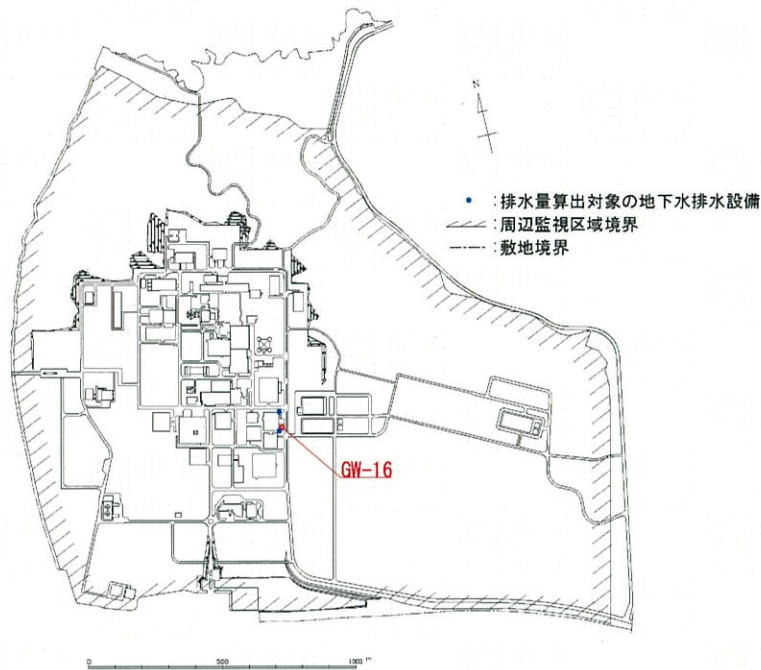 N
• :排水量算出対象の地下水排水設備
:周辺監視区域境界
:敷地境界
GW-16
0 500 1000 m